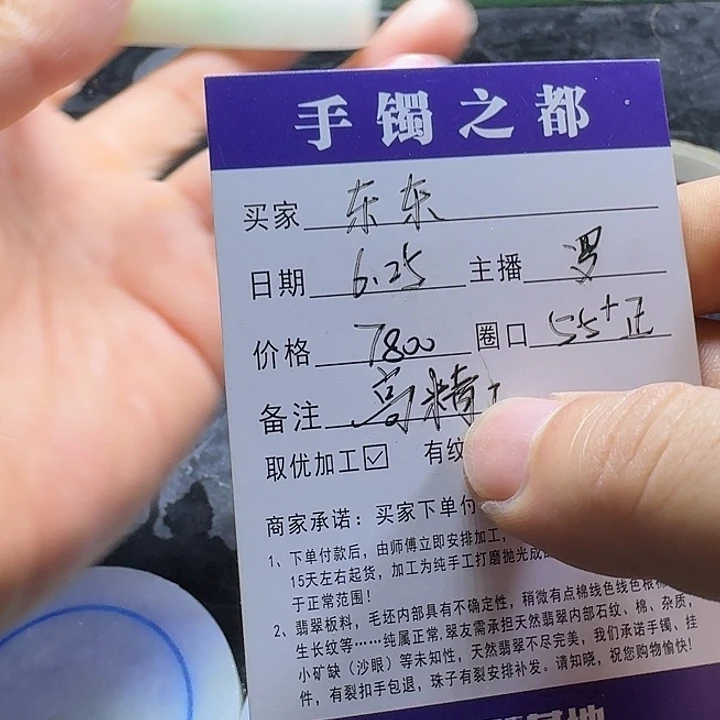 手镯之都
买家 东东
日期 6.25 主播 罗
价格 7800 圈口 55+正
备注 高精
取优加工☑ 有纹
商家承诺：买家下单付
1、下单付款后，由师傅立即安排加工，
15天左右起货，加工为纯手工打磨抛光成
于正常范围！
2、翡翠板料，毛坯内部具有不确定性，稍微有点棉线色线色根
生长纹等……纯属正常，翠友需承担天然翡翠内部石纹、棉、杂质，
小矿缺（沙眼）等未知性，天然翡翠不尽完美，我们承诺手镯、挂
件，有裂扣手包退，珠子有裂安排补发。请知晓，祝您购物愉快！